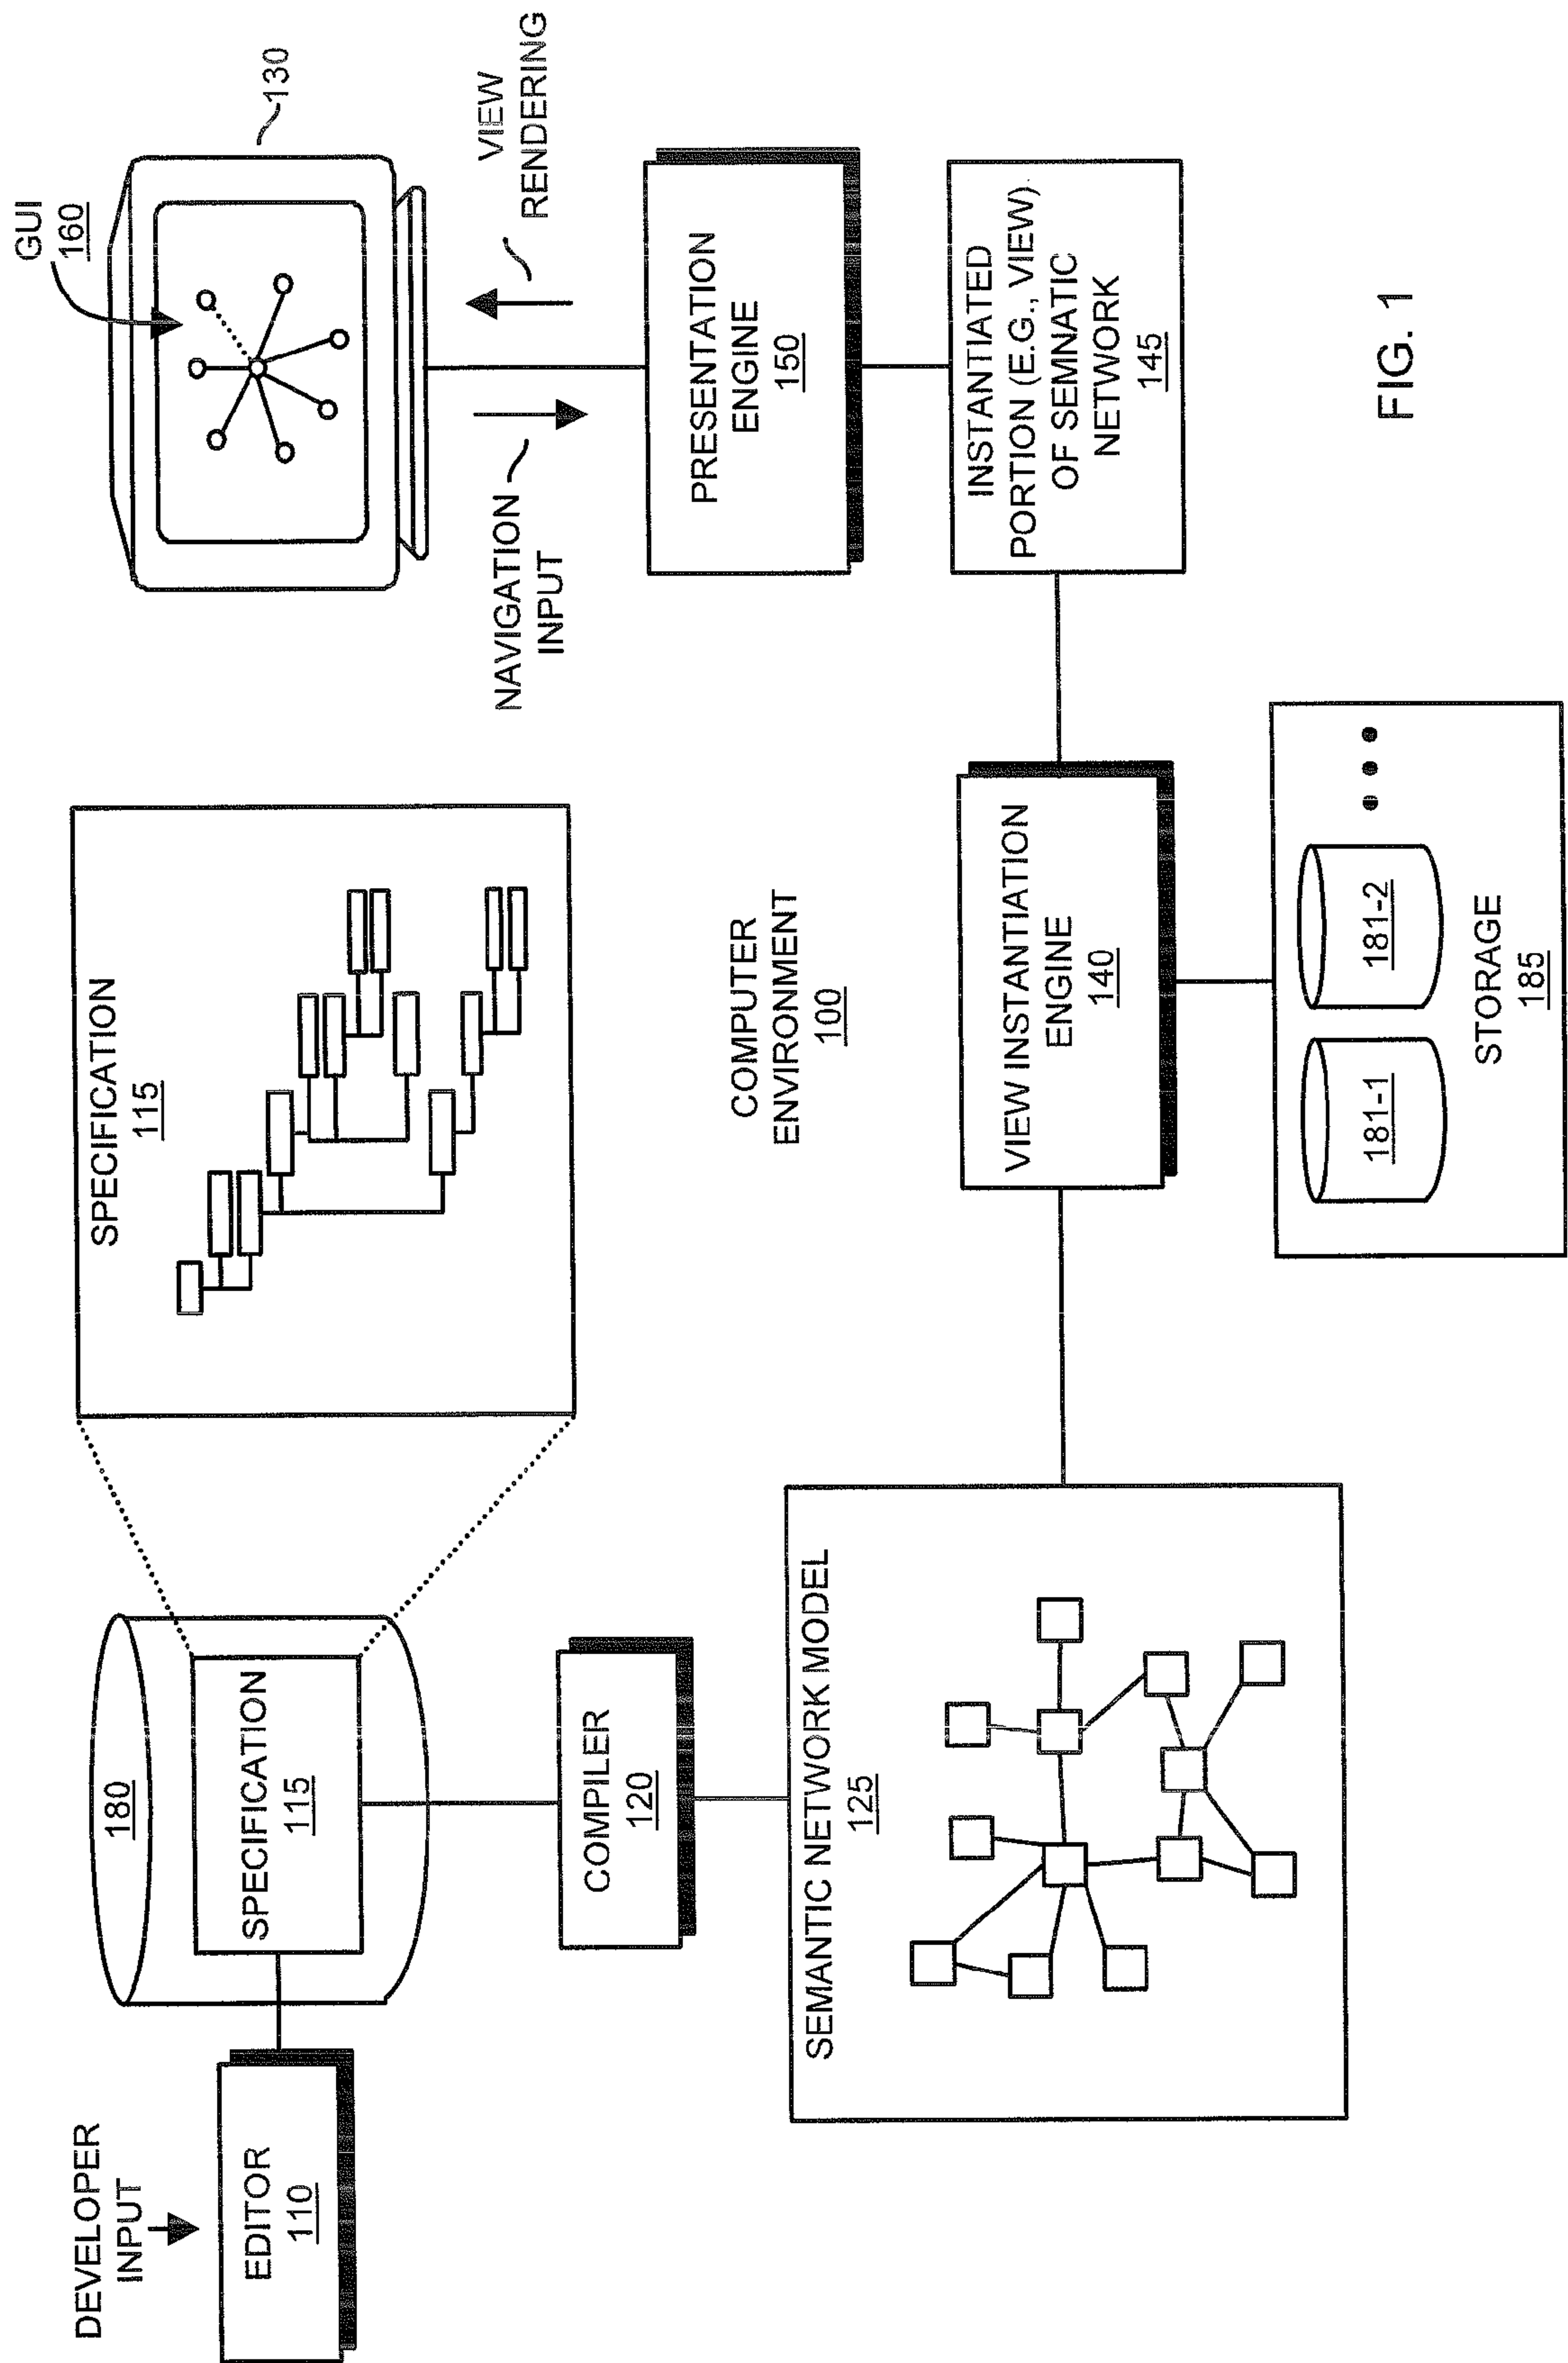 DEVELOPER
INPUT
EDITOR
110
180
SPECIFICATION
115
COMPILER
120
SEMANTIC NETWORK MODEL
125
SPECIFICATION
115
COMPUTER
ENVIRONMENT
100
VIEW INSTANTIATION
ENGINE
140
181-1
181-2
STORAGE
185
GUI
160
130
NAVIGATION
INPUT
VIEW
RENDERING
PRESENTATION
ENGINE
150
INSTANTIATED
PORTION (E.G., VIEW)
OF SEMNATIC
NETWORK
145
FIG. 1